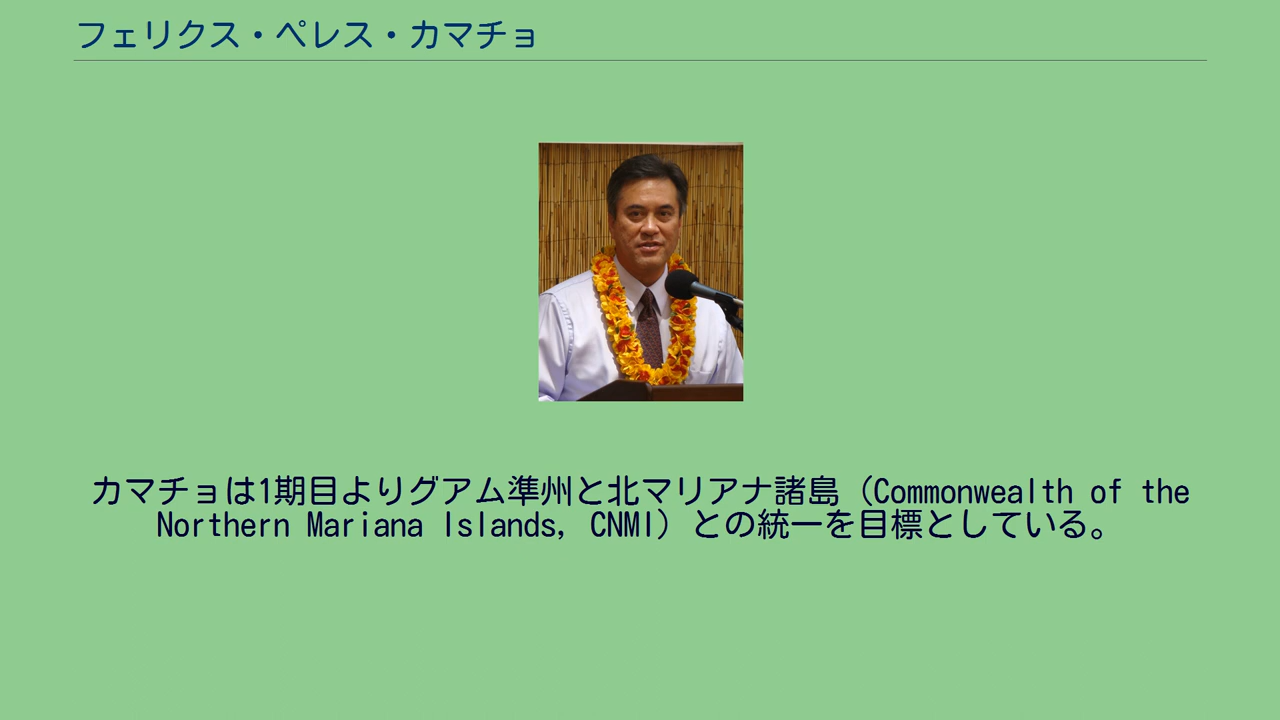 フェリクス・ペレス・カマチョ
カマチョは1期目よりグアム準州と北マリアナ諸島（Commonwealth of the
Northern Mariana Islands, CNMI）との統一を目標としている。